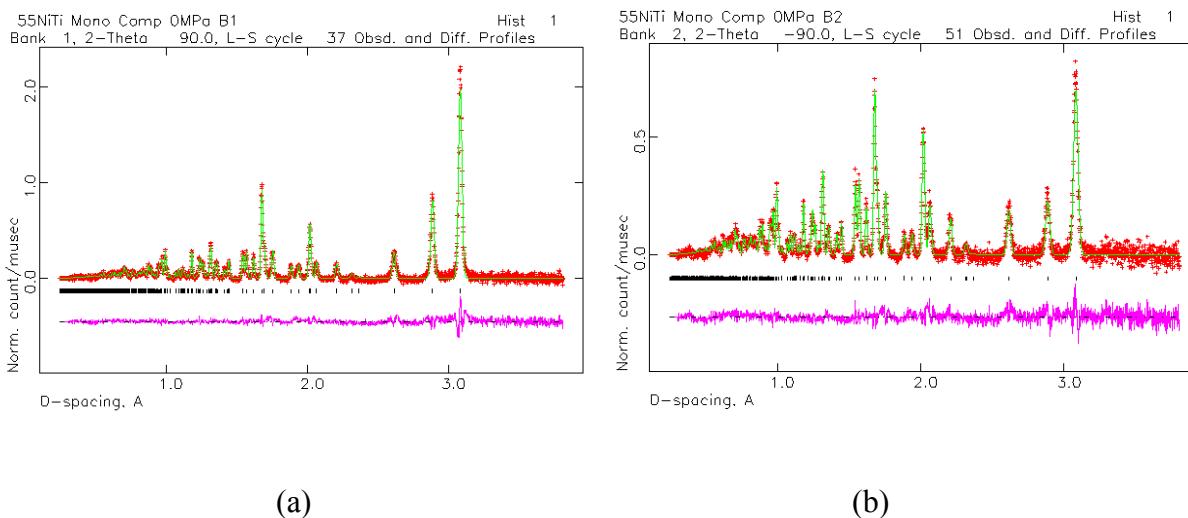 55NiTi Mono Comp 0MPa B1 Hist 1
Bank 1, 2-Theta 90.0, L-S cycle 37 Obsd. and Diff. Profiles
Norm. count/musec
2.0
1.0
0.0
1.0 2.0 3.0
D-spacing, A
(a)
55NiTi Mono Comp 0MPa B2 Hist 1
Bank 2, 2-Theta -90.0, L-S cycle 51 Obsd. and Diff. Profiles
Norm. count/musec
0.5
0.0
1.0 2.0 3.0
D-spacing, A
(b)